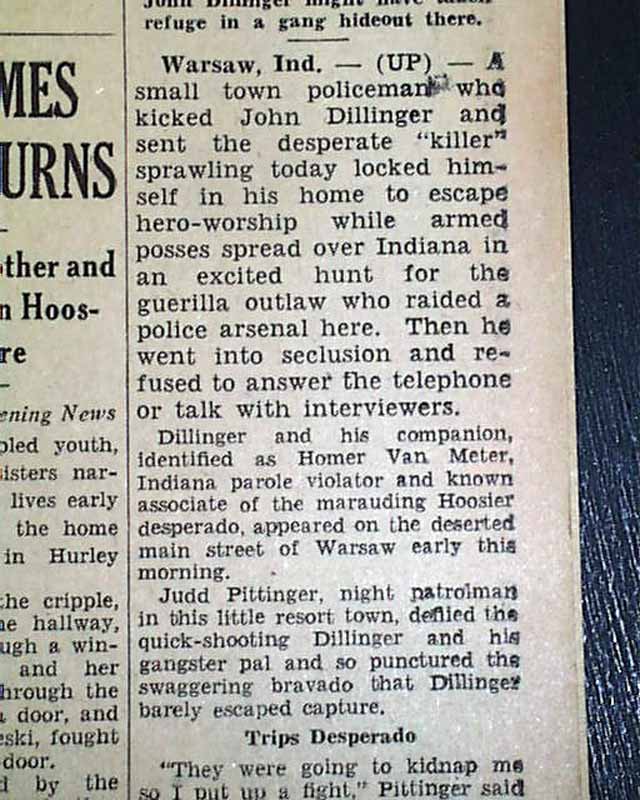 MES
URNS
ther and
n Hoos-
re
ening News
pled youth,
isters nar-
lives early
the home
in Hurley
the cripple,
he hallway,
ugh a win-
and her
hrough the
a door, and
eski, fought
door.
d by the
John Dillinger might have taken
refuge in a gang hideout there.
Warsaw, Ind. — (UP) — A
small town policeman who
kicked John Dillinger and
sent the desperate "killer"
sprawling today locked him-
self in his home to escape
hero-worship while armed
posses spread over Indiana in
an excited hunt for the
guerilla outlaw who raided a
police arsenal here. Then he
went into seclusion and re-
fused to answer the telephone
or talk with interviewers.
Dillinger and his companion,
identified as Homer Van Meter,
Indiana parole violator and known
associate of the marauding Hoosier
desperado, appeared on the deserted
main street of Warsaw early this
morning.
Judd Pittinger, night patrolman
in this little resort town, defied the
quick-shooting Dillinger and his
gangster pal and so punctured the
swaggering bravado that Dillinger
barely escaped capture.
Trips Desperado
"They were going to kidnap me
so I put up a fight," Pittinger said